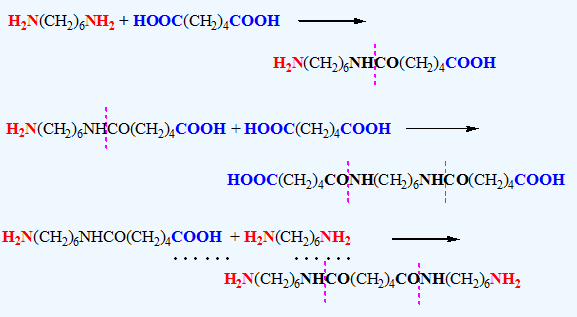 H₂N(CH₂)₆NH₂ + HOOC(CH₂)₄COOH
H₂N(CH₂)₆NHCO(CH₂)₄COOH
H₂N(CH₂)₆NHCO(CH₂)₄COOH + HOOC(CH₂)₄COOH
HOOC(CH₂)₄CONH(CH₂)₆NHCO(CH₂)₄COOH
H₂N(CH₂)₆NHCO(CH₂)₄COOH + H₂N(CH₂)₆NH₂
H₂N(CH₂)₆NHCO(CH₂)₄CONH(CH₂)₆NH₂